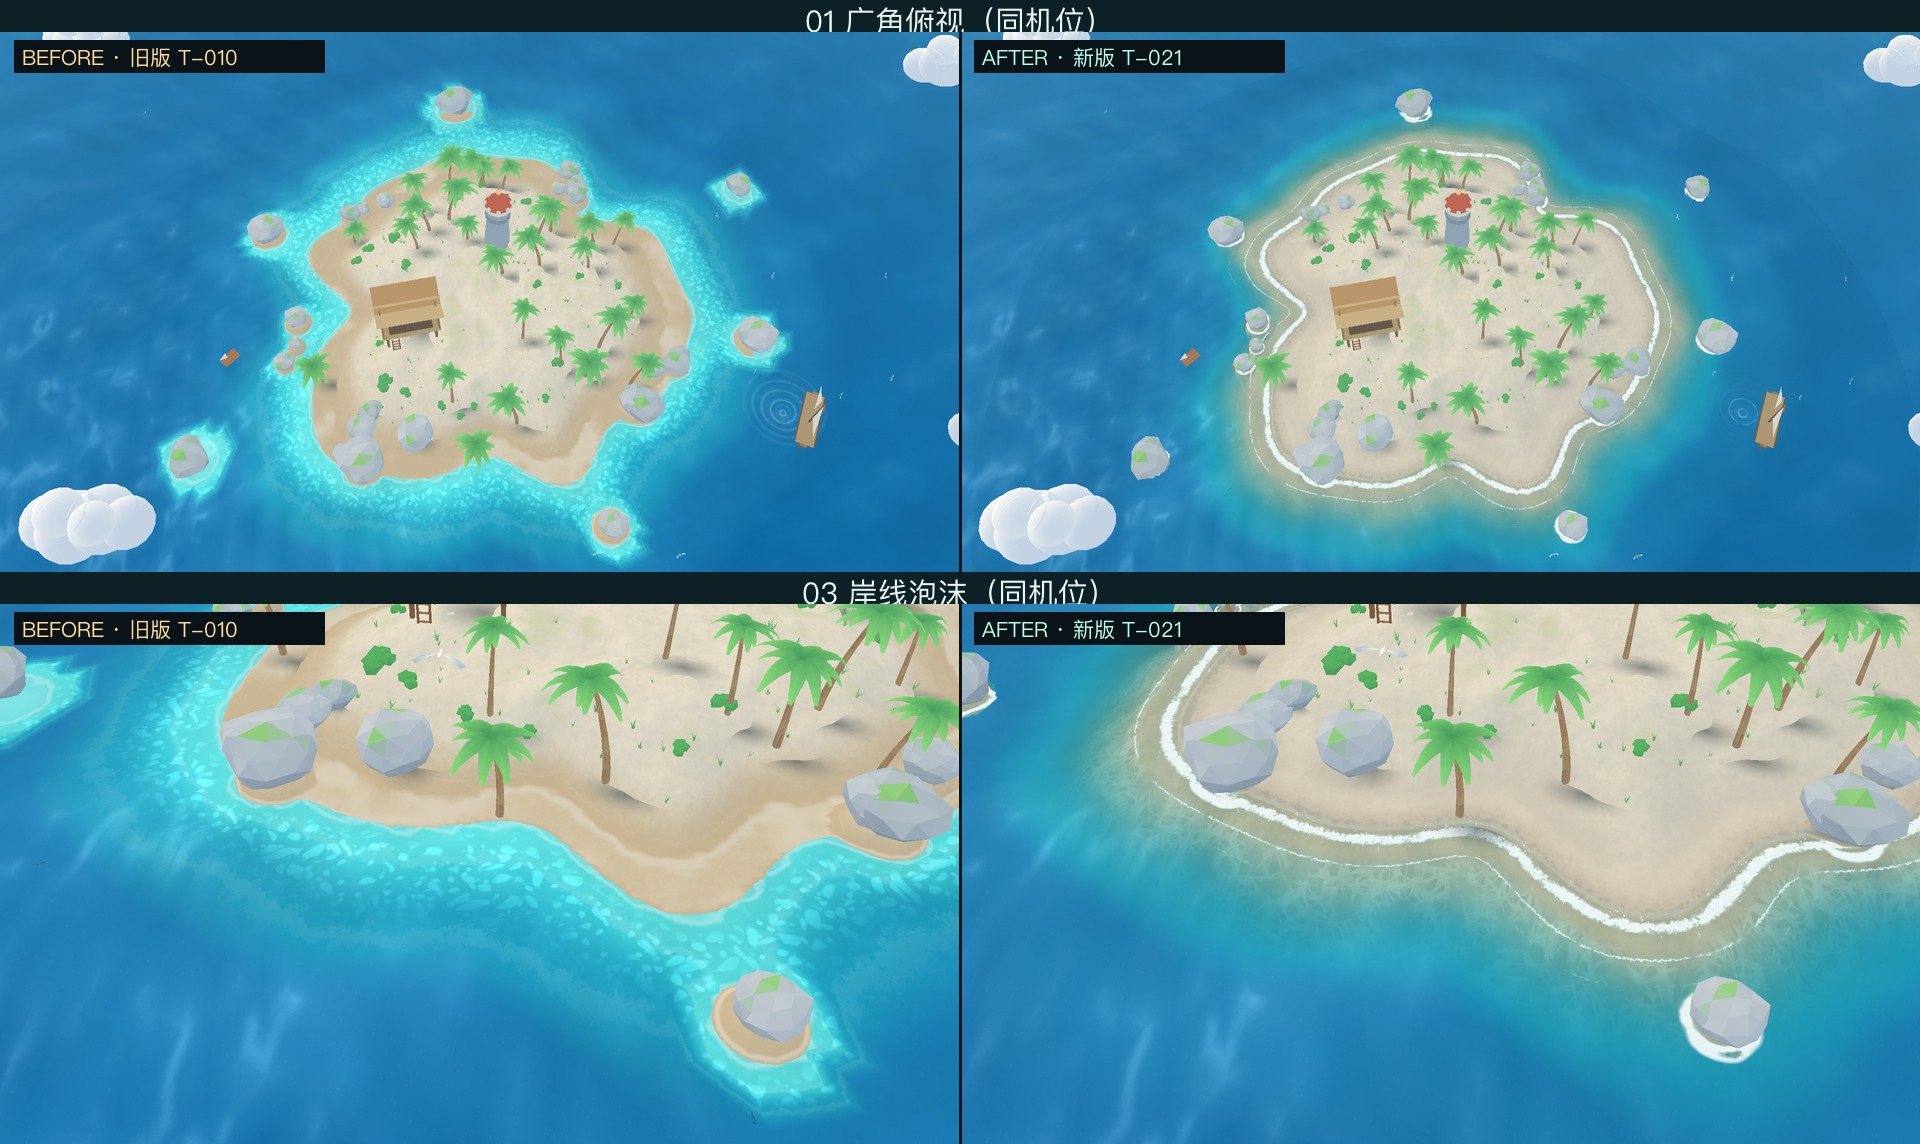 01 广角俯视（同机位）
BEFORE · 旧版 T-010
AFTER · 新版 T-021
03 岸线泡沫（同机位）
BEFORE · 旧版 T-010
AFTER · 新版 T-021